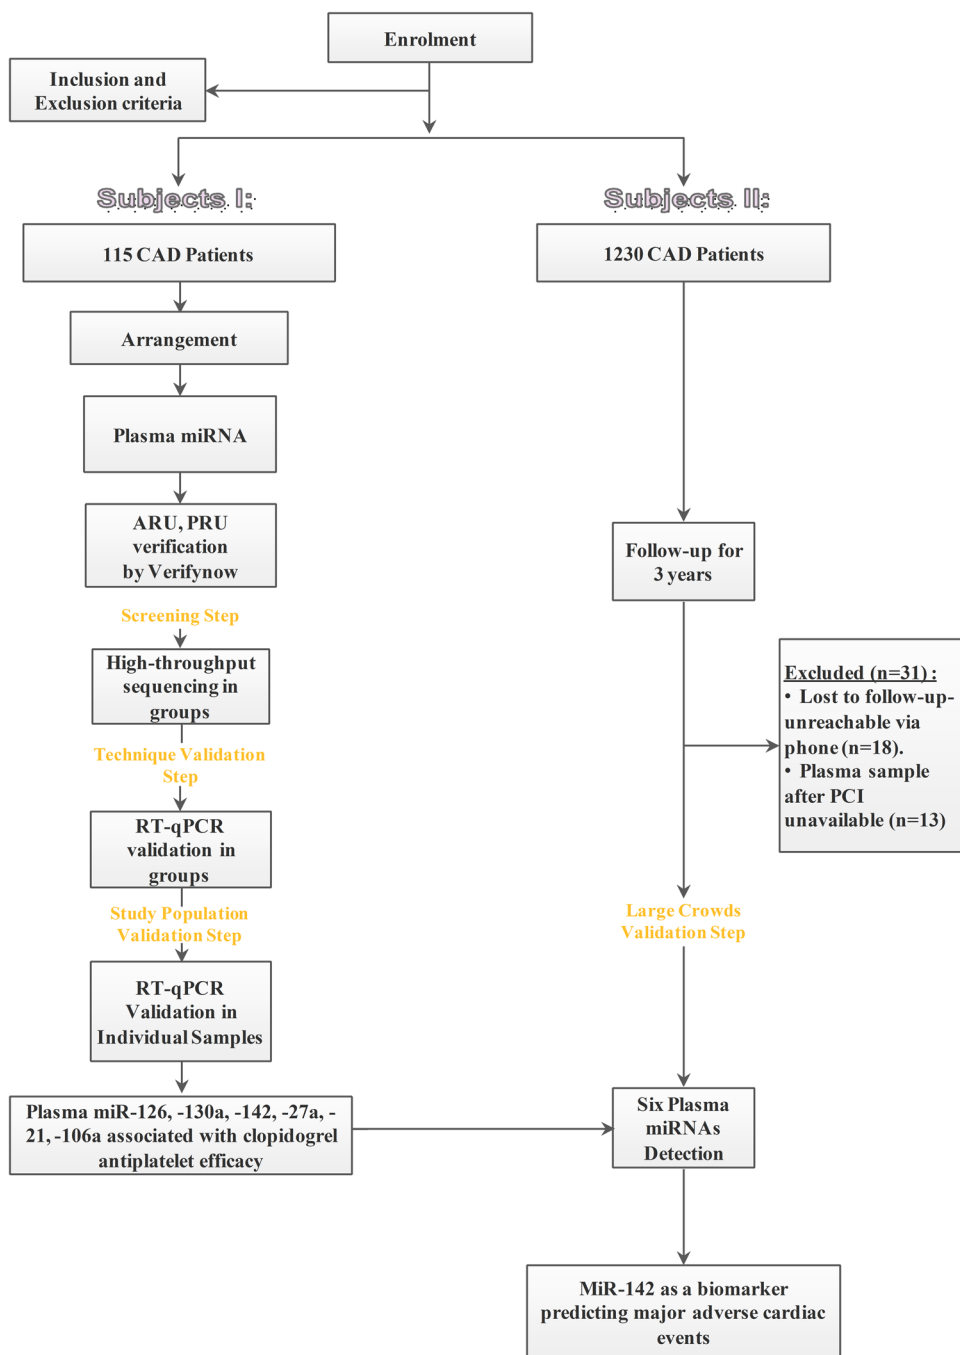 Enrolment
Inclusion and
Exclusion criteria
Subjects I:
115 CAD Patients
Arrangement
Plasma miRNA
ARU, PRU
verification
by Verifynow
Screening Step
High-throughput
sequencing in
groups
Technique Validation
Step
RT-qPCR
validation in
groups
Study Population
Validation Step
RT-qPCR
Validation in
Individual Samples
Plasma miR-126, -130a, -142, -27a, -
21, -106a associated with clopidogrel
antiplatelet efficacy
Subjects II:
1230 CAD Patients
Follow-up for
3 years
Excluded (n=31) :
• Lost to follow-up-
unreachable via
phone (n=18).
• Plasma sample
after PCI
unavailable (n=13)
Large Crowds
Validation Step
Six Plasma
miRNAs
Detection
MiR-142 as a biomarker
predicting major adverse cardiac
events